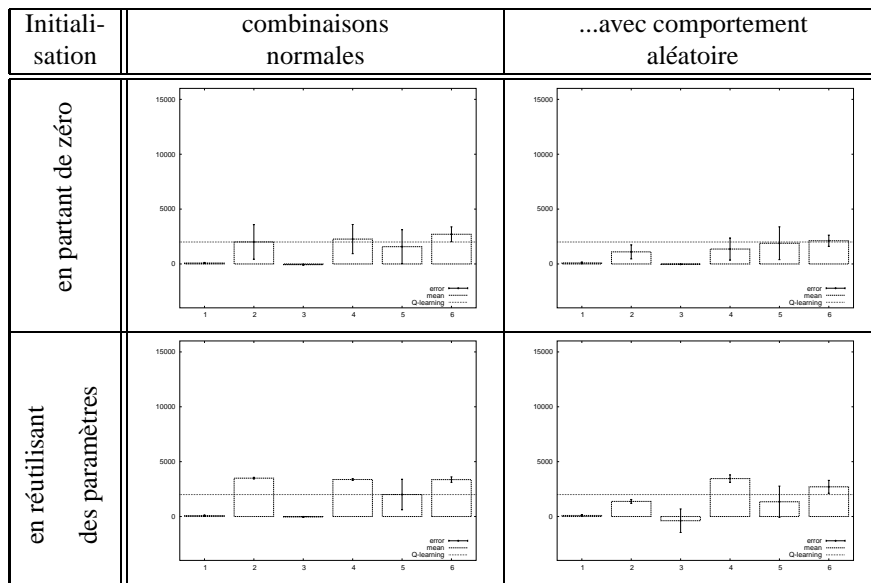 Initiali-
sation
combinaisons
normales
...avec comportement
aléatoire
en partant de zéro
15000
10000
5000
0
error
mean
Q-learning
1 2 3 4 5 6
15000
10000
5000
0
error
mean
Q-learning
1 2 3 4 5 6
en réutilisant
des paramètres
15000
10000
5000
0
error
mean
Q-learning
1 2 3 4 5 6
15000
10000
5000
0
error
mean
Q-learning
1 2 3 4 5 6